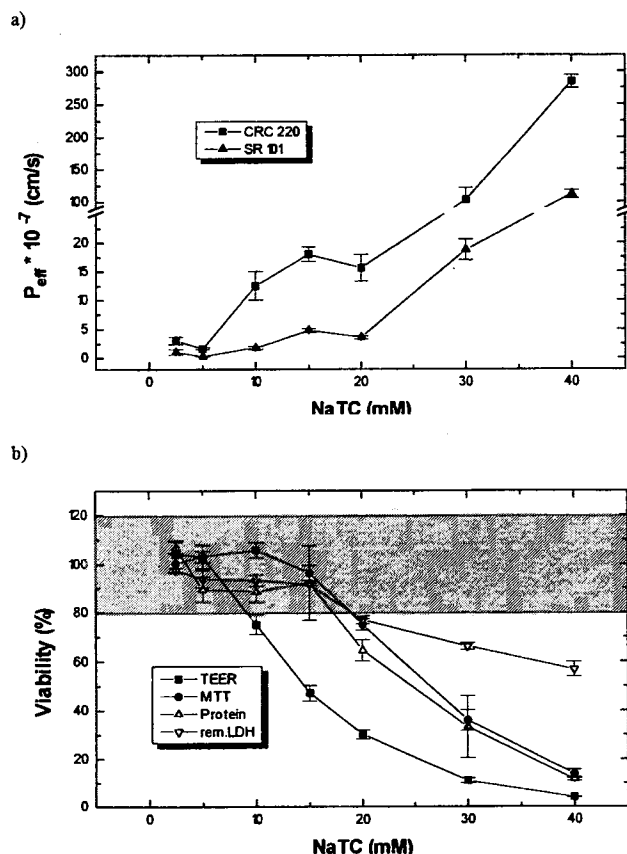 a)
300
250
200
150
100
20
15
10
5
0
P eff * 10 -7 (cm/s)
CRC 220
SR 101
0 10 20 30 40
NaTC (mM)
b)
120
100
80
60
40
20
0
Viability (%)
TEER
MTT
Protein
rem.LDH
0 10 20 30 40
NaTC (mM)